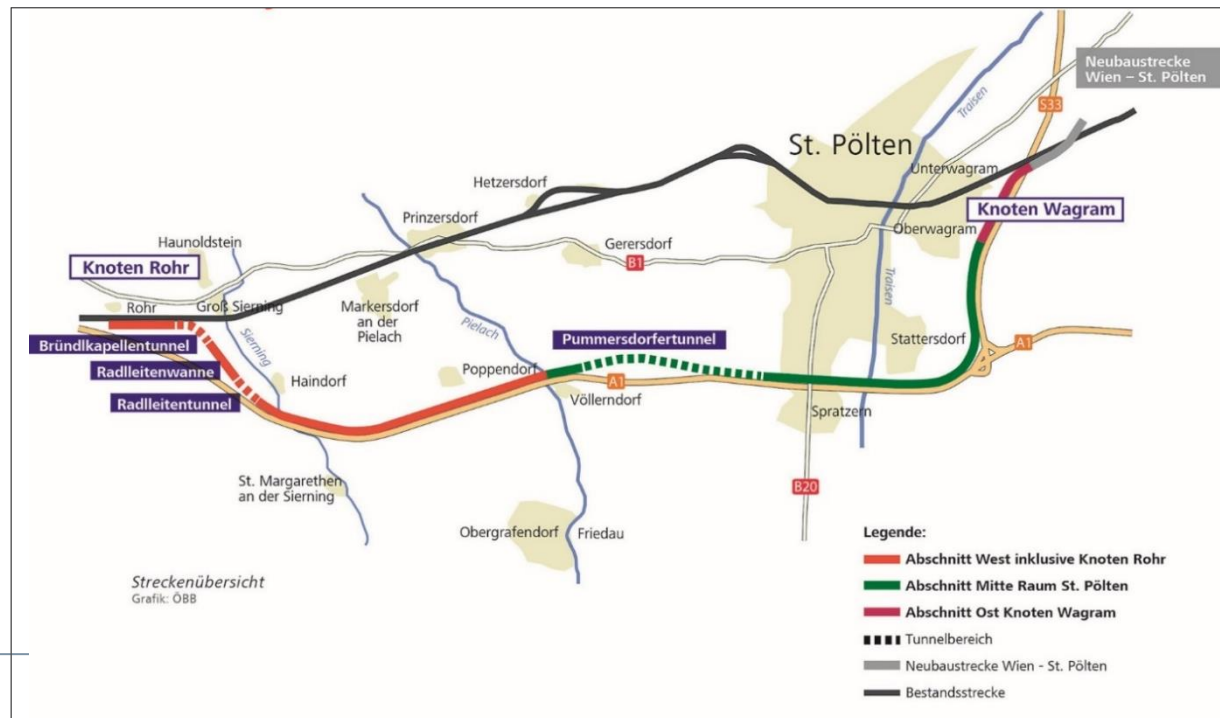 Neubaustrecke
Wien – St. Pölten
S33
Traisen
St. Pölten
Unterwagram
Hetzersdorf
Knoten Wagram
Prinzersdorf
Oberwagram
Haunoldstein
Gerersdorf
B1
Knoten Rohr
Rohr
Groß Sierning
Markersdorf
an der
Pielach
Pielach
Traisen
Sierning
Bründlkapellentunnel
Pummersdorfertunnel
Stattersdorf
A1
Radlleitenwanne
Haindorf
Poppendorf
A1
Radlleitentunnel
Völlerndorf
Spratzern
St. Margarethen
an der Sierning
B20
Obergrafendorf
Friedau
Legende:
Abschnitt West inklusive Knoten Rohr
Abschnitt Mitte Raum St. Pölten
Abschnitt Ost Knoten Wagram
Tunnelbereich
Neubaustrecke Wien - St. Pölten
Bestandsstrecke
Streckenübersicht
Grafik: ÖBB